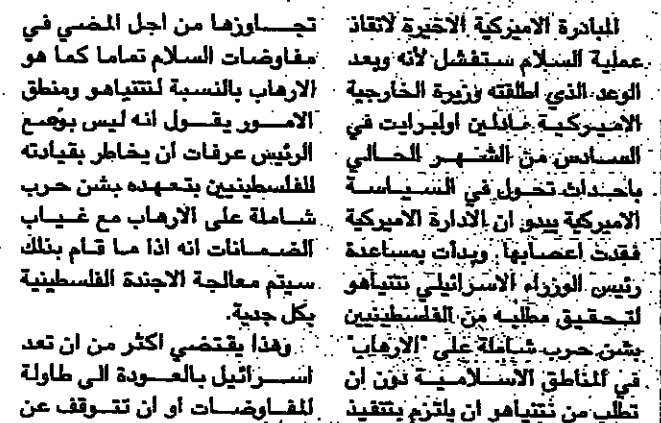 المبادرة الاميركية الاخيرة لانقاذ
عملية السلام ستفشل لأنه وبعد
الوعد الذي اطلقته وزيرة الخارجية
الاميركية مادلين اولبرايت في
السادس من الشهر الحالي
باحداث تحول في السياسة
الاميركية يبدو ان الادارة الاميركية
فقدت اعصابها وبدأت بمساعدة
رئيس الوزراء الاسرائيلي نتنياهو
لتحقيق مطلبه من الفلسطينيين
بشن حرب شاملة على "الارهاب"
في المناطق الاسلامية دون ان
تطلب من نتنياهو ان يلتزم بتنفيذ
تجاوزها من اجل المضي في
مفاوضات السلام تماما كما هو
الارهاب بالنسبة لنتنياهو ومنطق
الامور يقول انه ليس بوضع
الرئيس عرفات ان يخاطر بقيادته
للفلسطينيين بتعهده بشن حرب
شاملة على الارهاب مع غياب
الضمانات انه اذا ما قام بذلك
سيتم معالجة الاجندة الفلسطينية
بكل جدية.
وهذا يقتضي اكثر من ان تعد
اسرائيل بالعودة الى طاولة
المفاوضات او ان تتوقف عن